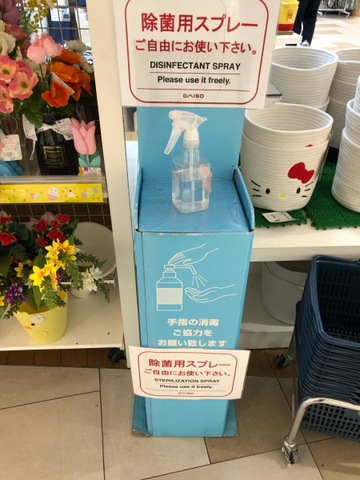 除菌用スプレー
ご自由にお使い下さい。
DISINFECTANT SPRAY
Please use it freely.
DAISO
手指の消毒
ご協力を
お願い致します
除菌用スプレー
ご自由にお使い下さい。
STERILIZATION SPRAY
Please use it freely.
DAISO
Hello Kitty